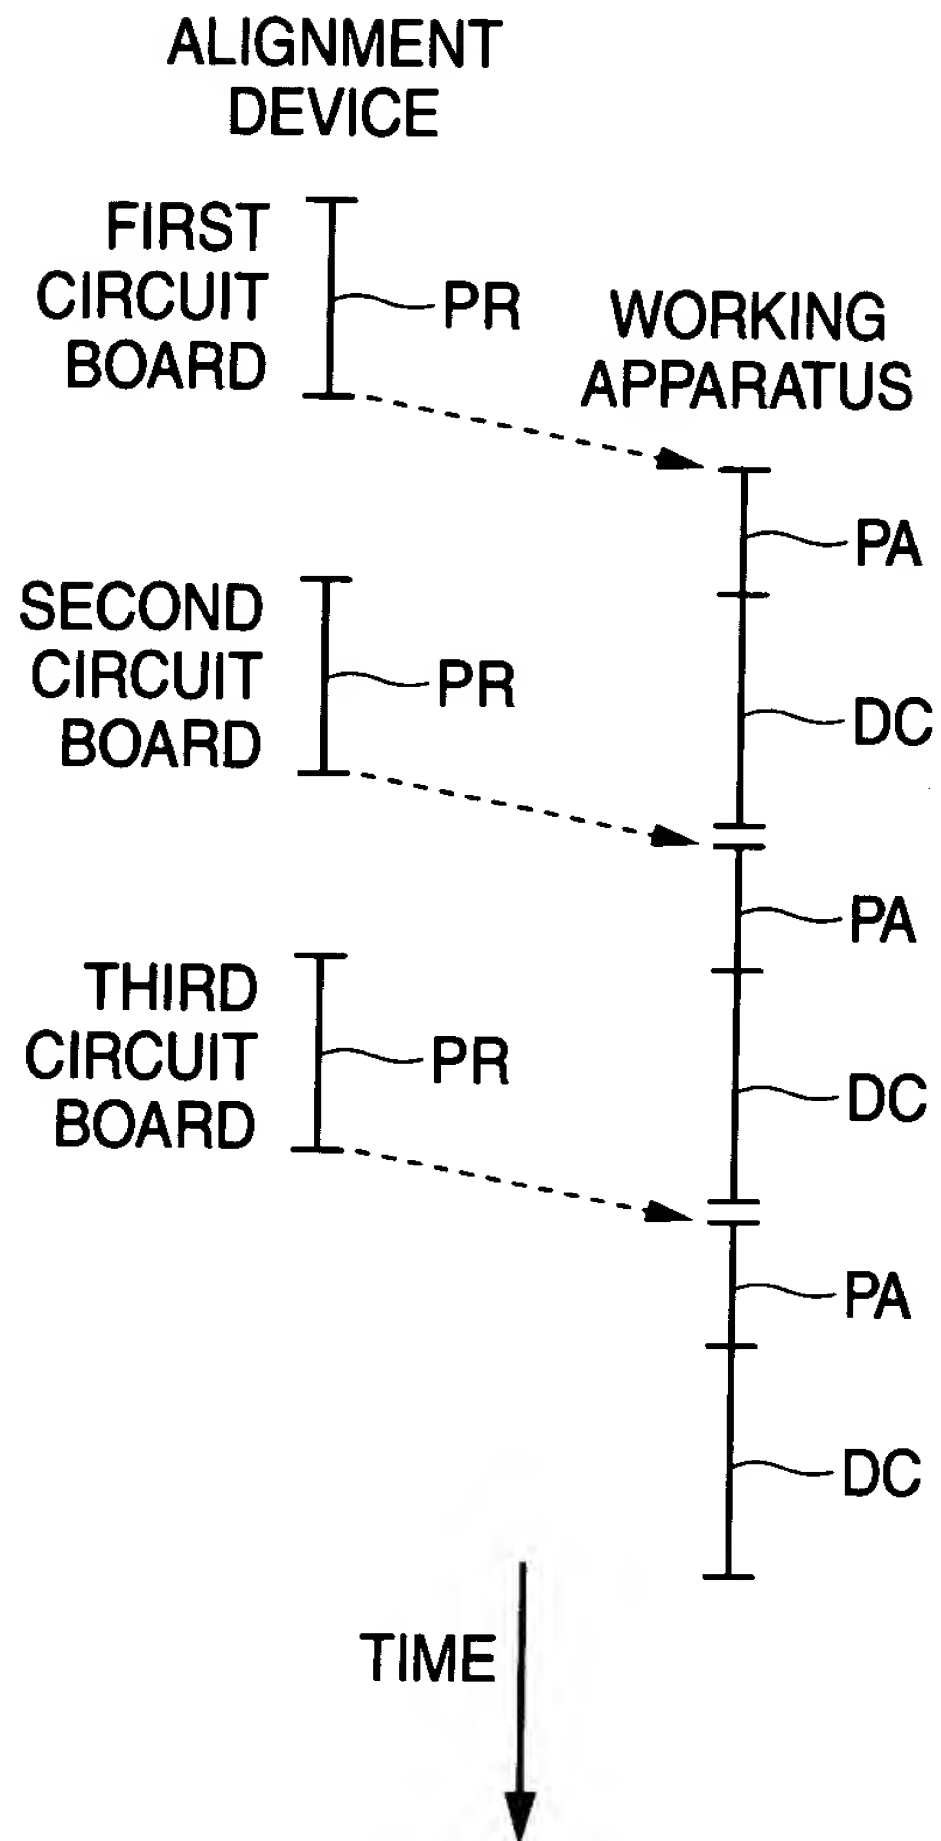 ALIGNMENT
DEVICE
FIRST
CIRCUIT
BOARD
PR
WORKING
APPARATUS
PA
SECOND
CIRCUIT
BOARD
PR
DC
PA
THIRD
CIRCUIT
BOARD
PR
DC
PA
DC
TIME